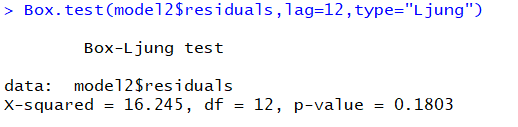 > Box.test(model2$residuals,lag=12,type="Ljung")
Box-Ljung test
data:  model2$residuals
X-squared = 16.245, df = 12, p-value = 0.1803